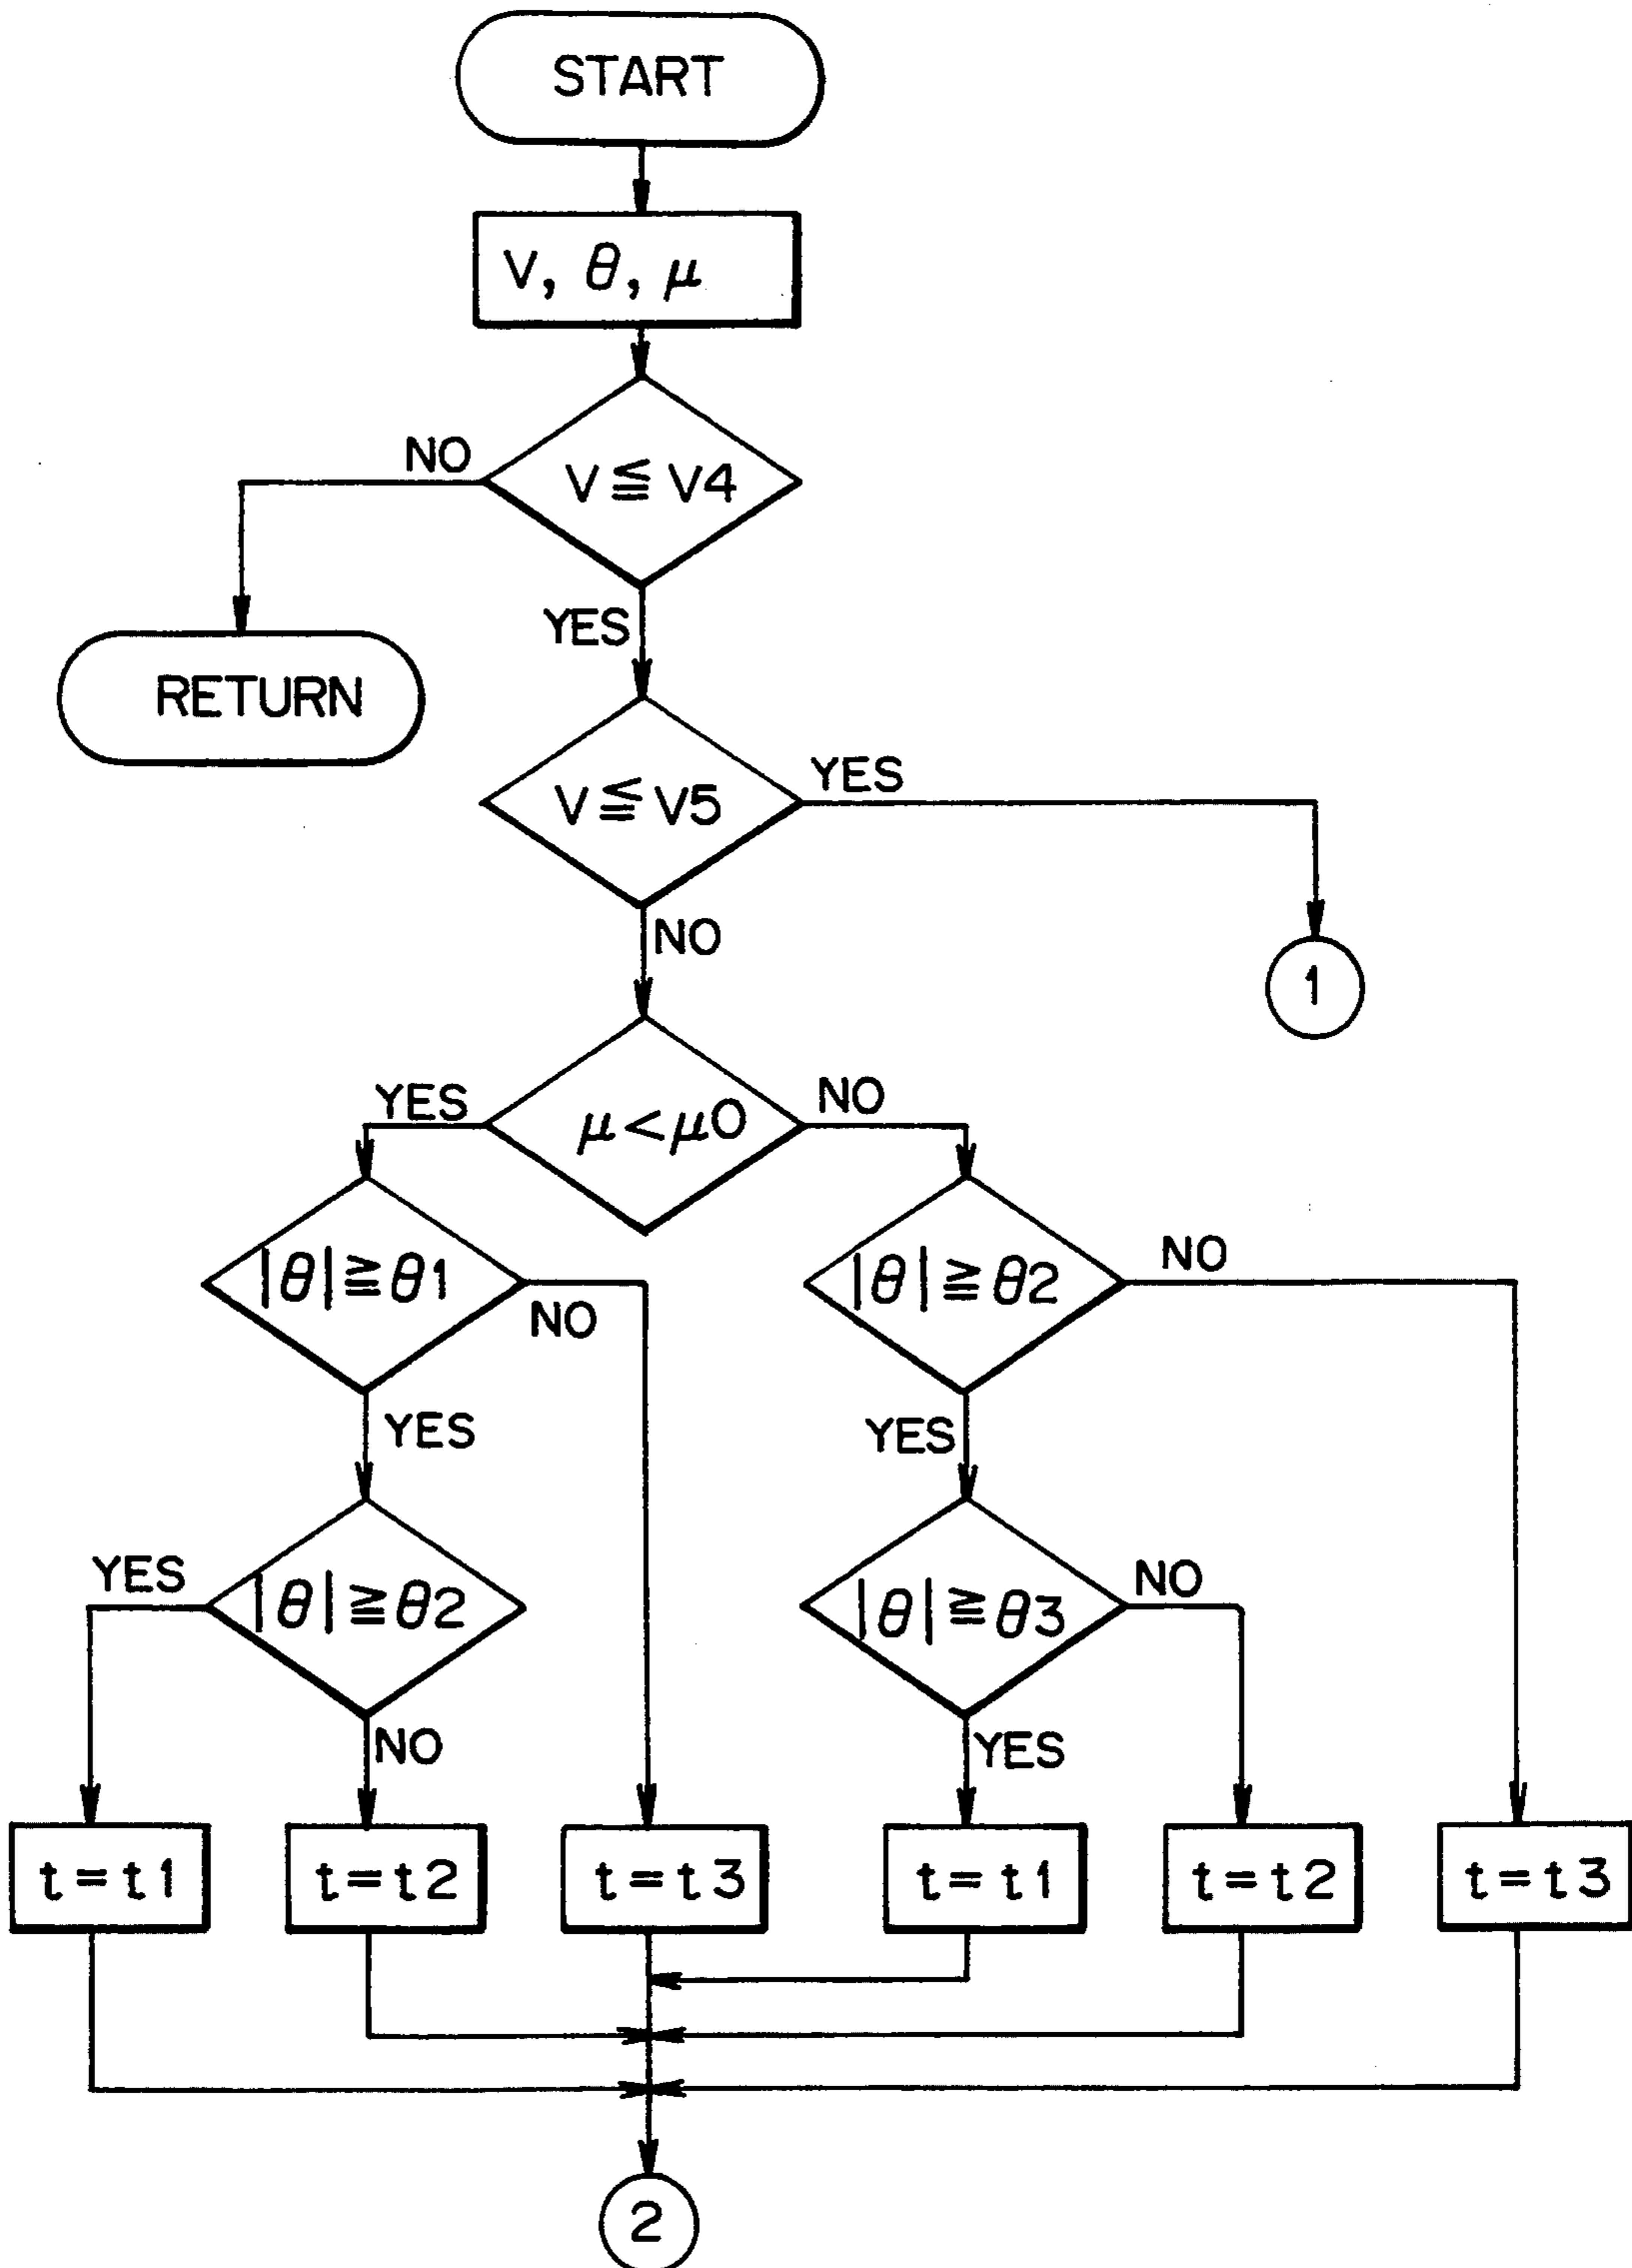 START
V, θ, μ
NO
V ≦ V4
YES
RETURN
V ≦ V5
YES
NO
1
YES
μ<μ0
NO
|θ| ≧ θ1
NO
|θ| ≧ θ2
NO
YES
YES
YES
|θ| ≧ θ2
|θ| ≧ θ3
NO
NO
YES
t=t1
t=t2
t=t3
t=t1
t=t2
t=t3
2